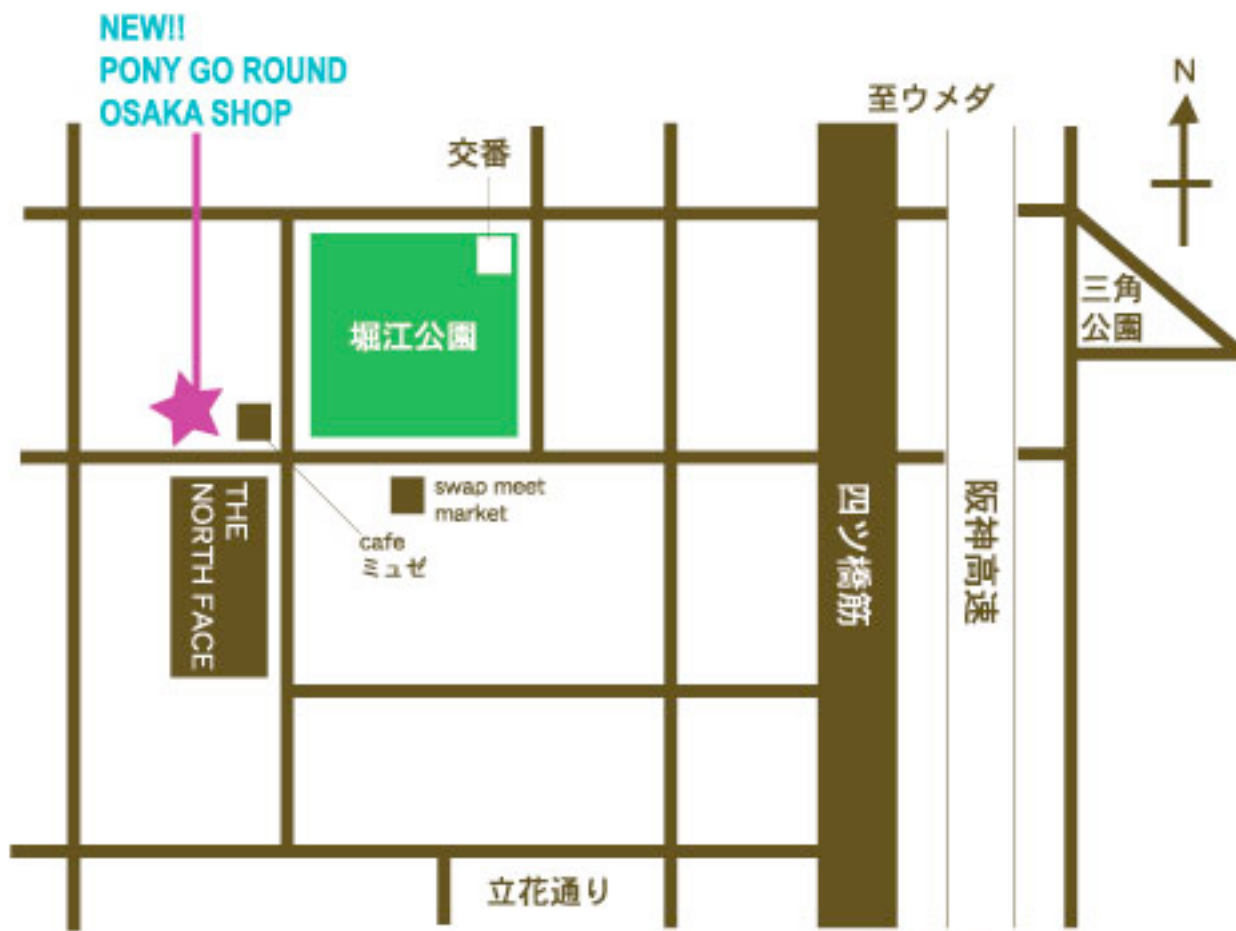 NEW!!
PONY GO ROUND
OSAKA SHOP
至ウメダ
N
交番
三角
公園
堀江公園
THE
NORTH FACE
swap meet
market
cafe
ミュゼ
四ツ橋筋
阪神高速
立花通り